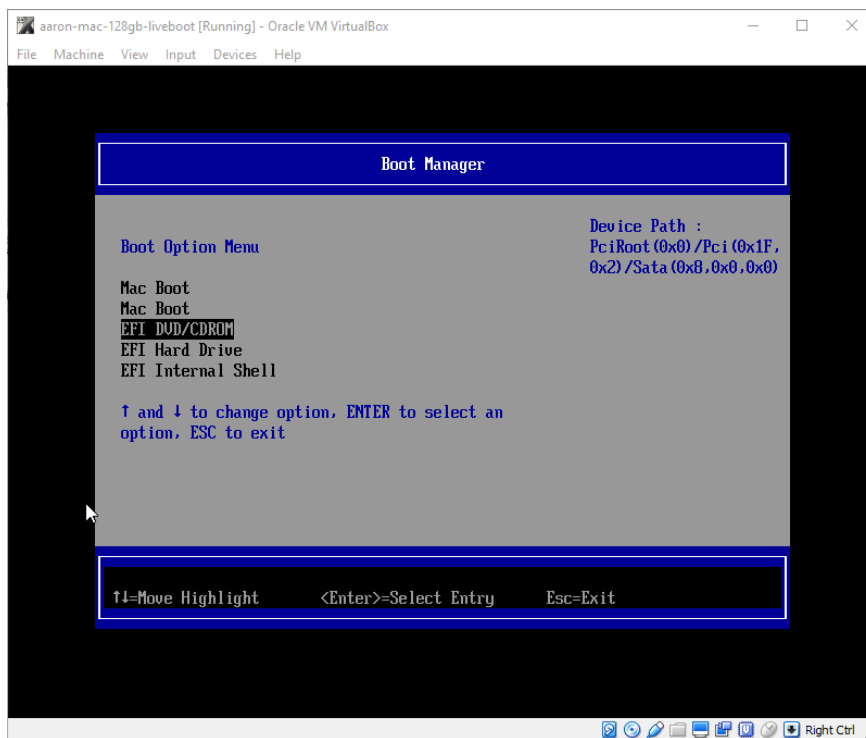 aaron-mac-128gb-liveboot [Running] - Oracle VM VirtualBox
File Machine View Input Devices Help
Boot Manager
Boot Option Menu
Mac Boot
Mac Boot
EFI DVD/CDROM
EFI Hard Drive
EFI Internal Shell
↑ and ↓ to change option, ENTER to select an
option, ESC to exit
Device Path :
PciRoot(0x0)/Pci(0x1F,
0x2)/Sata(0x8,0x0,0x0)
↑↓=Move Highlight <Enter>=Select Entry Esc=Exit
Right Ctrl